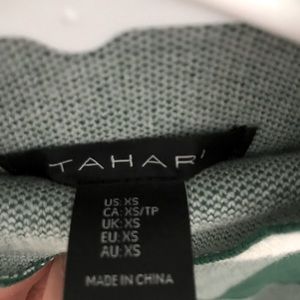 TAHARI
US: XS
CA: XS/TP
UK: XS
EU: XS
AU: XS
MADE IN CHINA